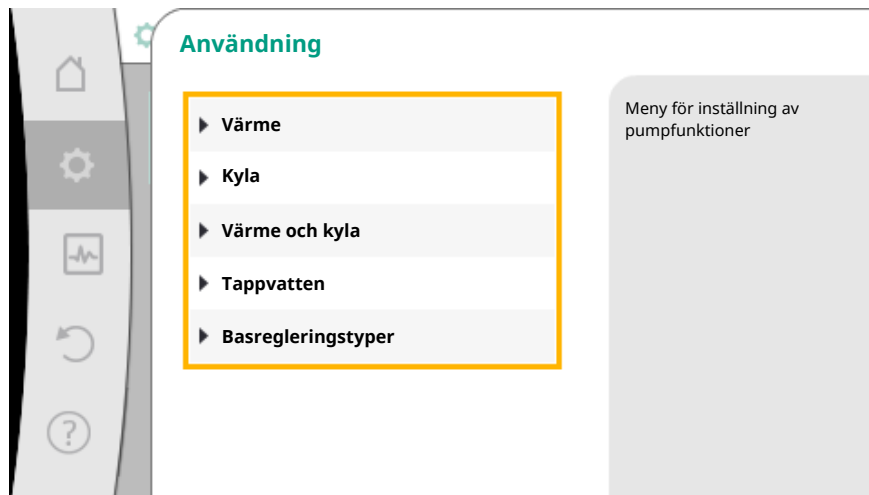 Användning
Värme
Kyla
Värme och kyla
Tappvatten
Basregleringstyper
Meny för inställning av
pumpfunktioner